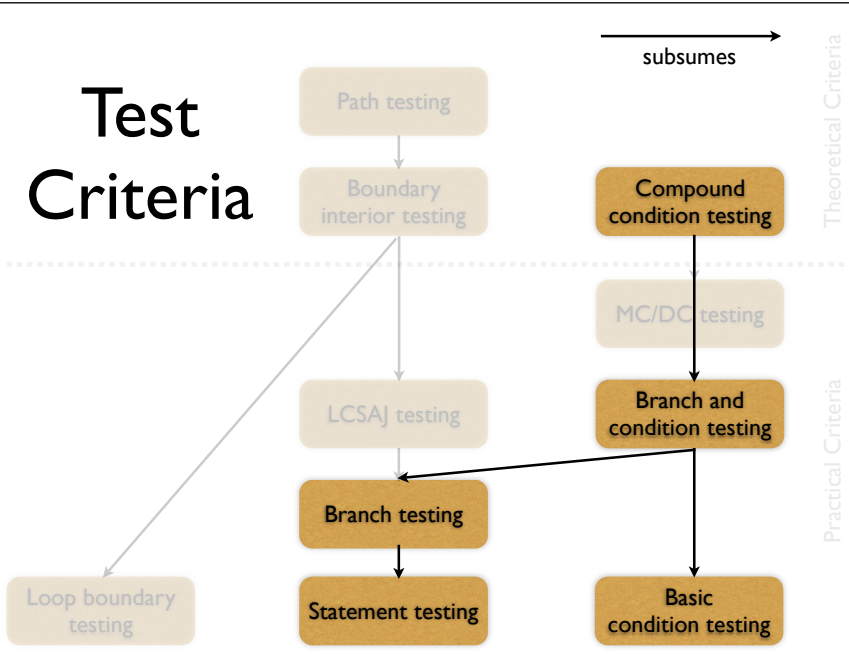 subsumes
Test
Criteria
Path testing
Theoretical Criteria
Boundary
interior testing
Compound
condition testing
MC/DC testing
LCSAJ testing
Branch and
condition testing
Practical Criteria
Branch testing
Loop boundary
testing
Statement testing
Basic
condition testing